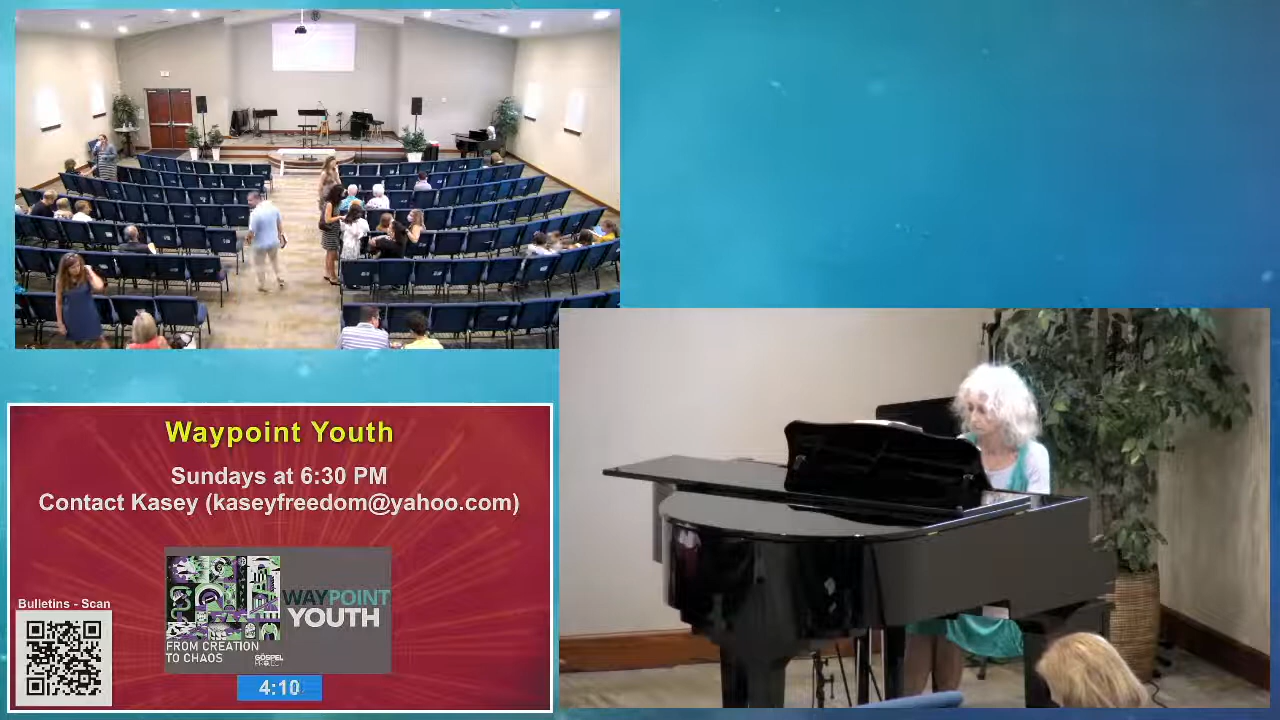 Waypoint Youth
Sundays at 6:30 PM
Contact Kasey (kaseyfreedom@yahoo.com)
Bulletins - Scan
WAYPOINT
YOUTH
FROM CREATION
TO CHAOS
4:10